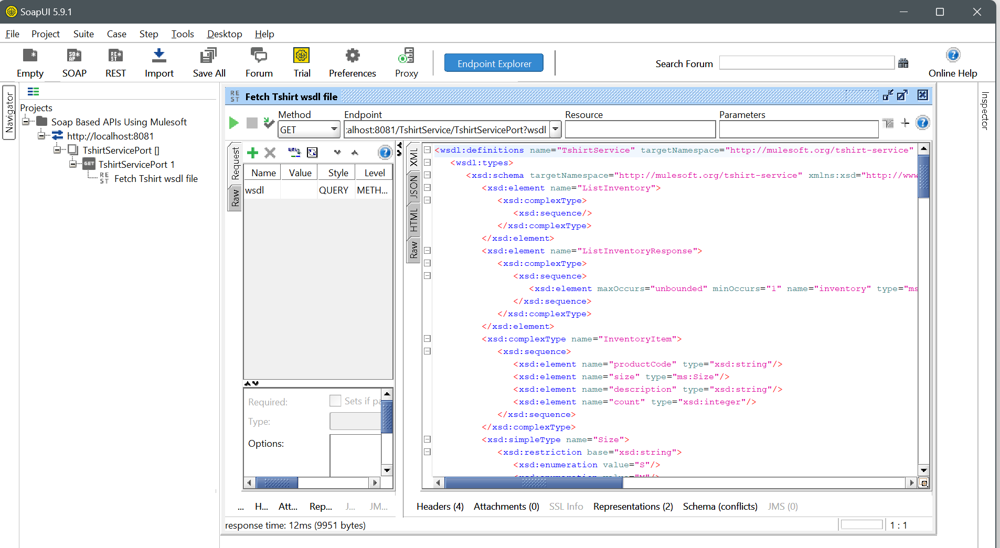 SoapUI 5.9.1
File Project Suite Case Step Tools Desktop Help
Empty SOAP REST Import Save All Forum Trial Preferences Proxy
Endpoint Explorer
Search Forum
Online Help
Navigator
Projects
Soap Based APIs Using Mulesoft
http://localhost:8081
TshirtServicePort []
GET TshirtServicePort 1
REST Fetch Tshirt wsdl file
REST Fetch Tshirt wsdl file
Method Endpoint Resource Parameters
GET :alhost:8081/TshirtService/TshirtServicePort?wsdl
Request
Raw
Name Value Style Level
wsdl QUERY METH...
Required: Sets if pa
Type:
Options:
... H... Att... Rep... J... JM...
XML
JSON
HTML
Raw
<wsdl:definitions name="TshirtService" targetNamespace="http://mulesoft.org/tshirt-service"
<wsdl:types>
<xsd:schema targetNamespace="http://mulesoft.org/tshirt-service" xmlns:xsd="http://www
<xsd:element name="ListInventory">
<xsd:complexType>
<xsd:sequence/>
</xsd:complexType>
</xsd:element>
<xsd:element name="ListInventoryResponse">
<xsd:complexType>
<xsd:sequence>
<xsd:element maxOccurs="unbounded" minOccurs="1" name="inventory" type="ms
</xsd:sequence>
</xsd:complexType>
</xsd:element>
<xsd:complexType name="InventoryItem">
<xsd:sequence>
<xsd:element name="productCode" type="xsd:string"/>
<xsd:element name="size" type="ms:Size"/>
<xsd:element name="description" type="xsd:string"/>
<xsd:element name="count" type="xsd:integer"/>
</xsd:sequence>
</xsd:complexType>
<xsd:simpleType name="Size">
<xsd:restriction base="xsd:string">
<xsd:enumeration value="S"/>
<xsd:enumeration value="M"/>
Headers (4) Attachments (0) SSL Info Representations (2) Schema (conflicts) JMS (0)
response time: 12ms (9951 bytes)
1 : 1
Inspector